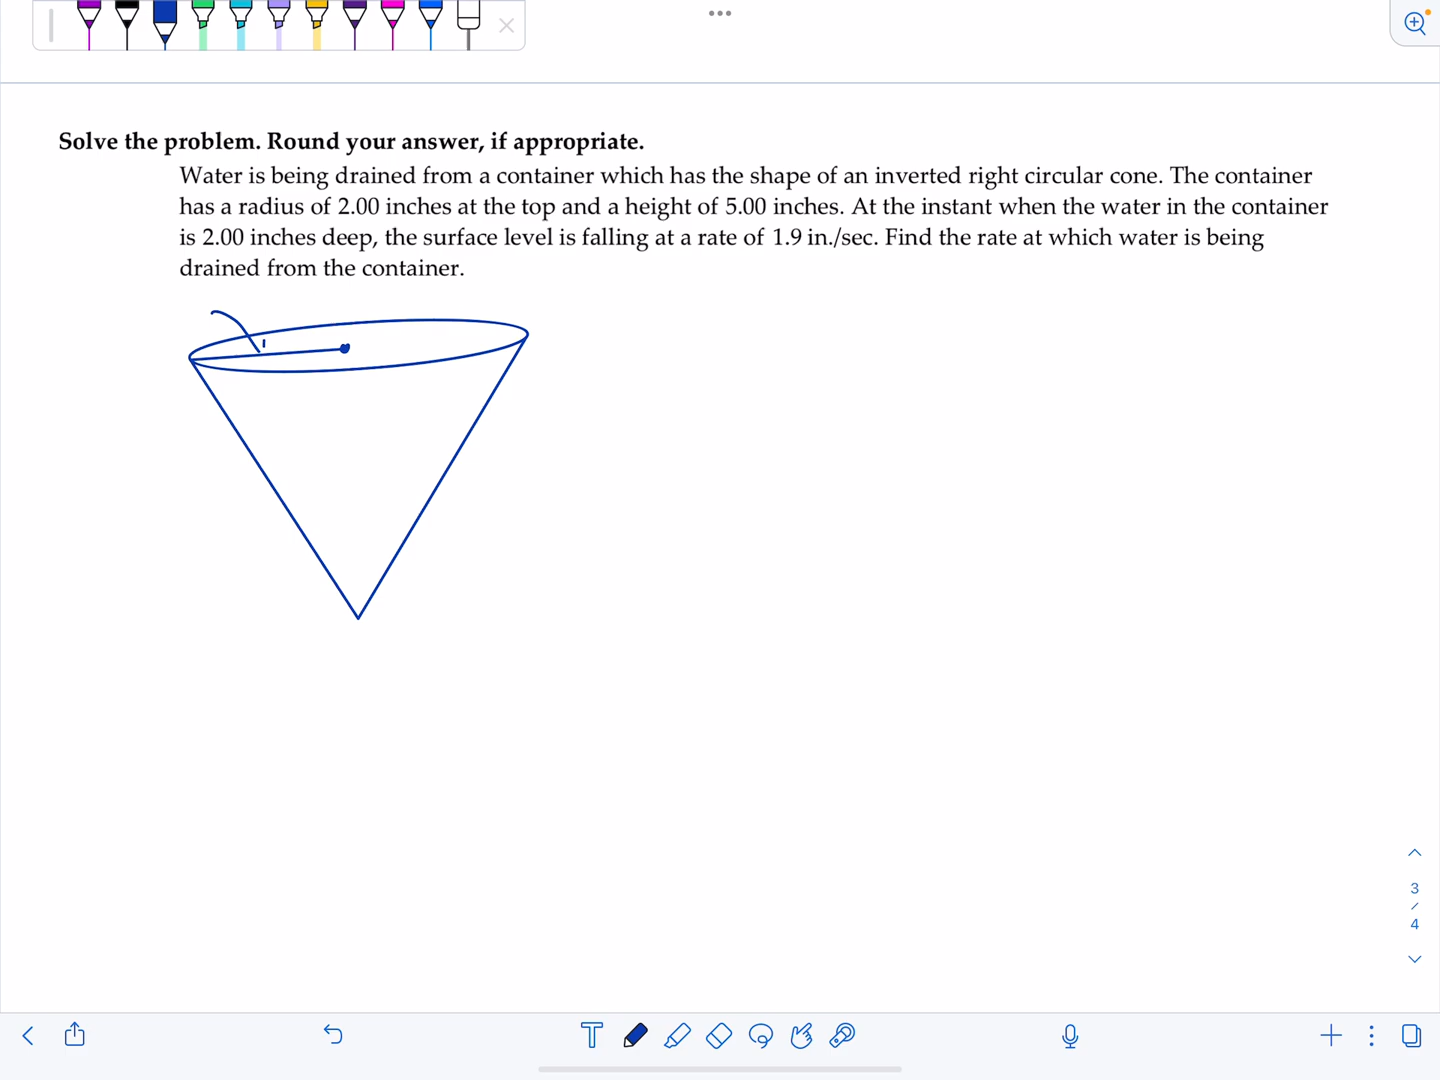 Solve the problem. Round your answer, if appropriate.
Water is being drained from a container which has the shape of an inverted right circular cone. The container
has a radius of 2.00 inches at the top and a height of 5.00 inches. At the instant when the water in the container
is 2.00 inches deep, the surface level is falling at a rate of 1.9 in./sec. Find the rate at which water is being
drained from the container.
3
/
4
T